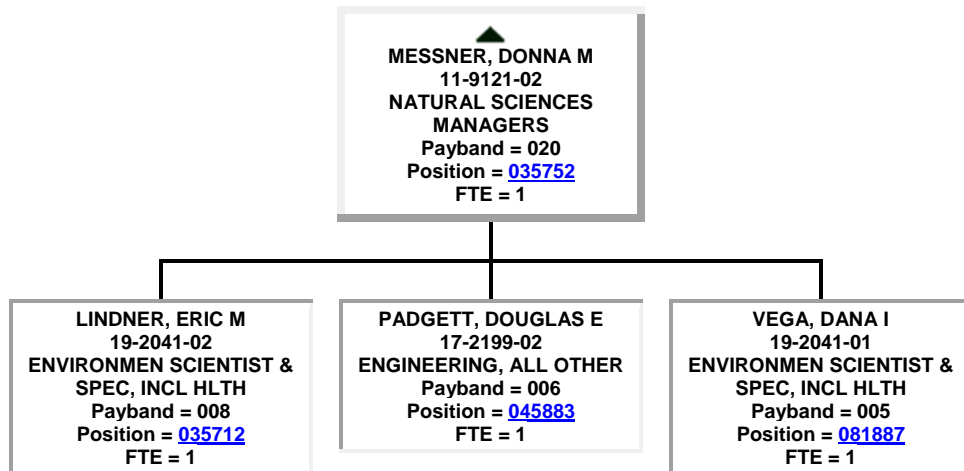 MESSNER, DONNA M
11-9121-02
NATURAL SCIENCES
MANAGERS
Payband = 020
Position = 035752
FTE = 1
LINDNER, ERIC M
19-2041-02
ENVIRONMEN SCIENTIST &
SPEC, INCL HLTH
Payband = 008
Position = 035712
FTE = 1
PADGETT, DOUGLAS E
17-2199-02
ENGINEERING, ALL OTHER
Payband = 006
Position = 045883
FTE = 1
VEGA, DANA I
19-2041-01
ENVIRONMEN SCIENTIST &
SPEC, INCL HLTH
Payband = 005
Position = 081887
FTE = 1